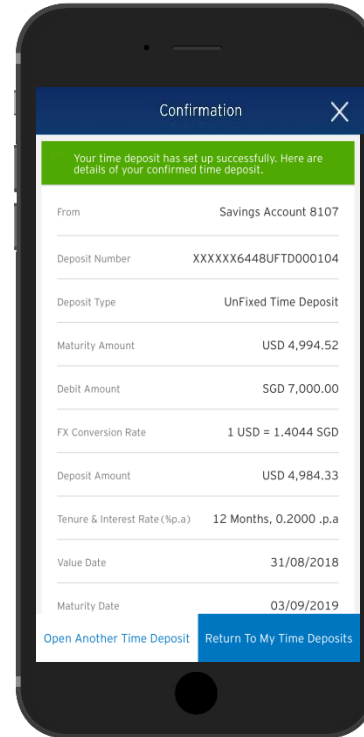 Confirmation
Your time deposit has set up successfully. Here are
details of your confirmed time deposit.
From Savings Account 8107
Deposit Number XXXXXX6448UFTD000104
Deposit Type UnFixed Time Deposit
Maturity Amount USD 4,994.52
Debit Amount SGD 7,000.00
FX Conversion Rate 1 USD = 1.4044 SGD
Deposit Amount USD 4,984.33
Tenure & Interest Rate (%p.a) 12 Months, 0.2000 .p.a
Value Date 31/08/2018
Maturity Date 03/09/2019
Open Another Time Deposit Return To My Time Deposits